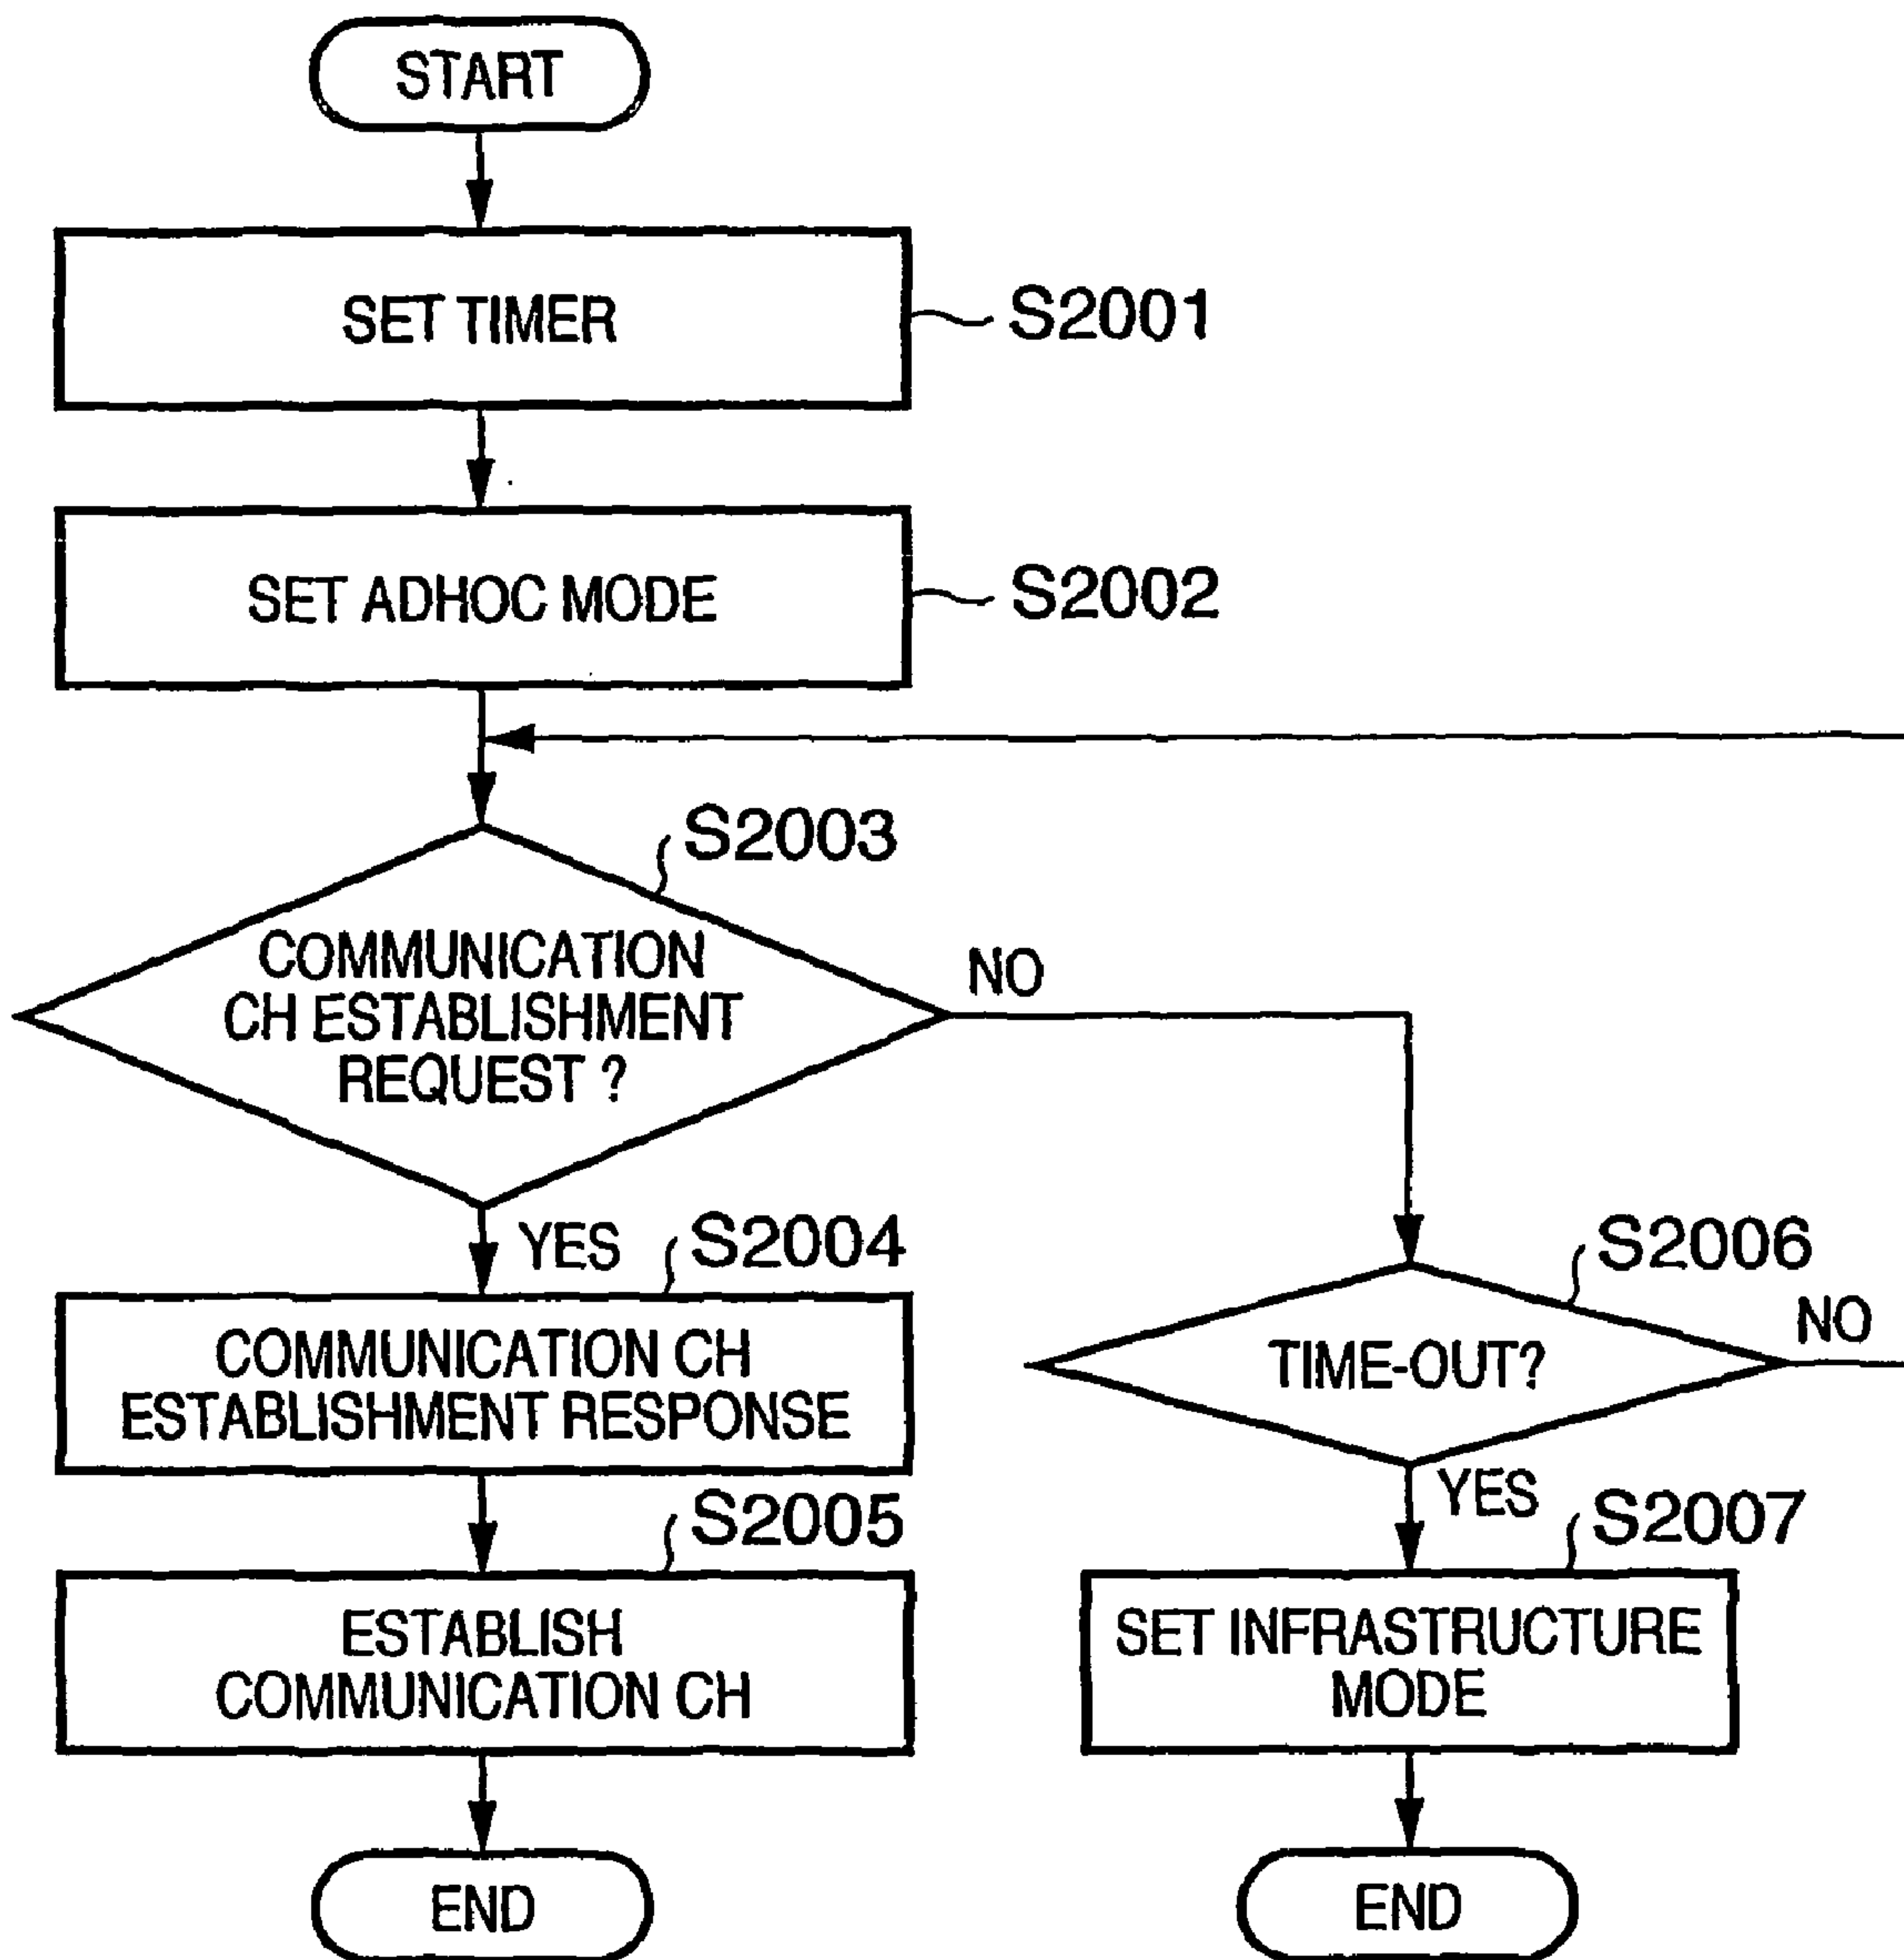 START
SET TIMER
S2001
SET ADHOC MODE
S2002
S2003
COMMUNICATION
CH ESTABLISHMENT
REQUEST ?
NO
YES
S2004
COMMUNICATION CH
ESTABLISHMENT RESPONSE
S2005
ESTABLISH
COMMUNICATION CH
END
S2006
TIME-OUT?
NO
YES
S2007
SET INFRASTRUCTURE
MODE
END